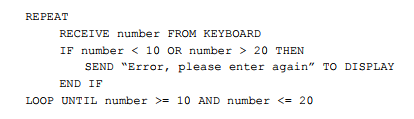 REPEAT
RECEIVE number FROM KEYBOARD
IF number < 10 OR number > 20 THEN
SEND “Error, please enter again” TO DISPLAY
END IF
LOOP UNTIL number >= 10 AND number <= 20